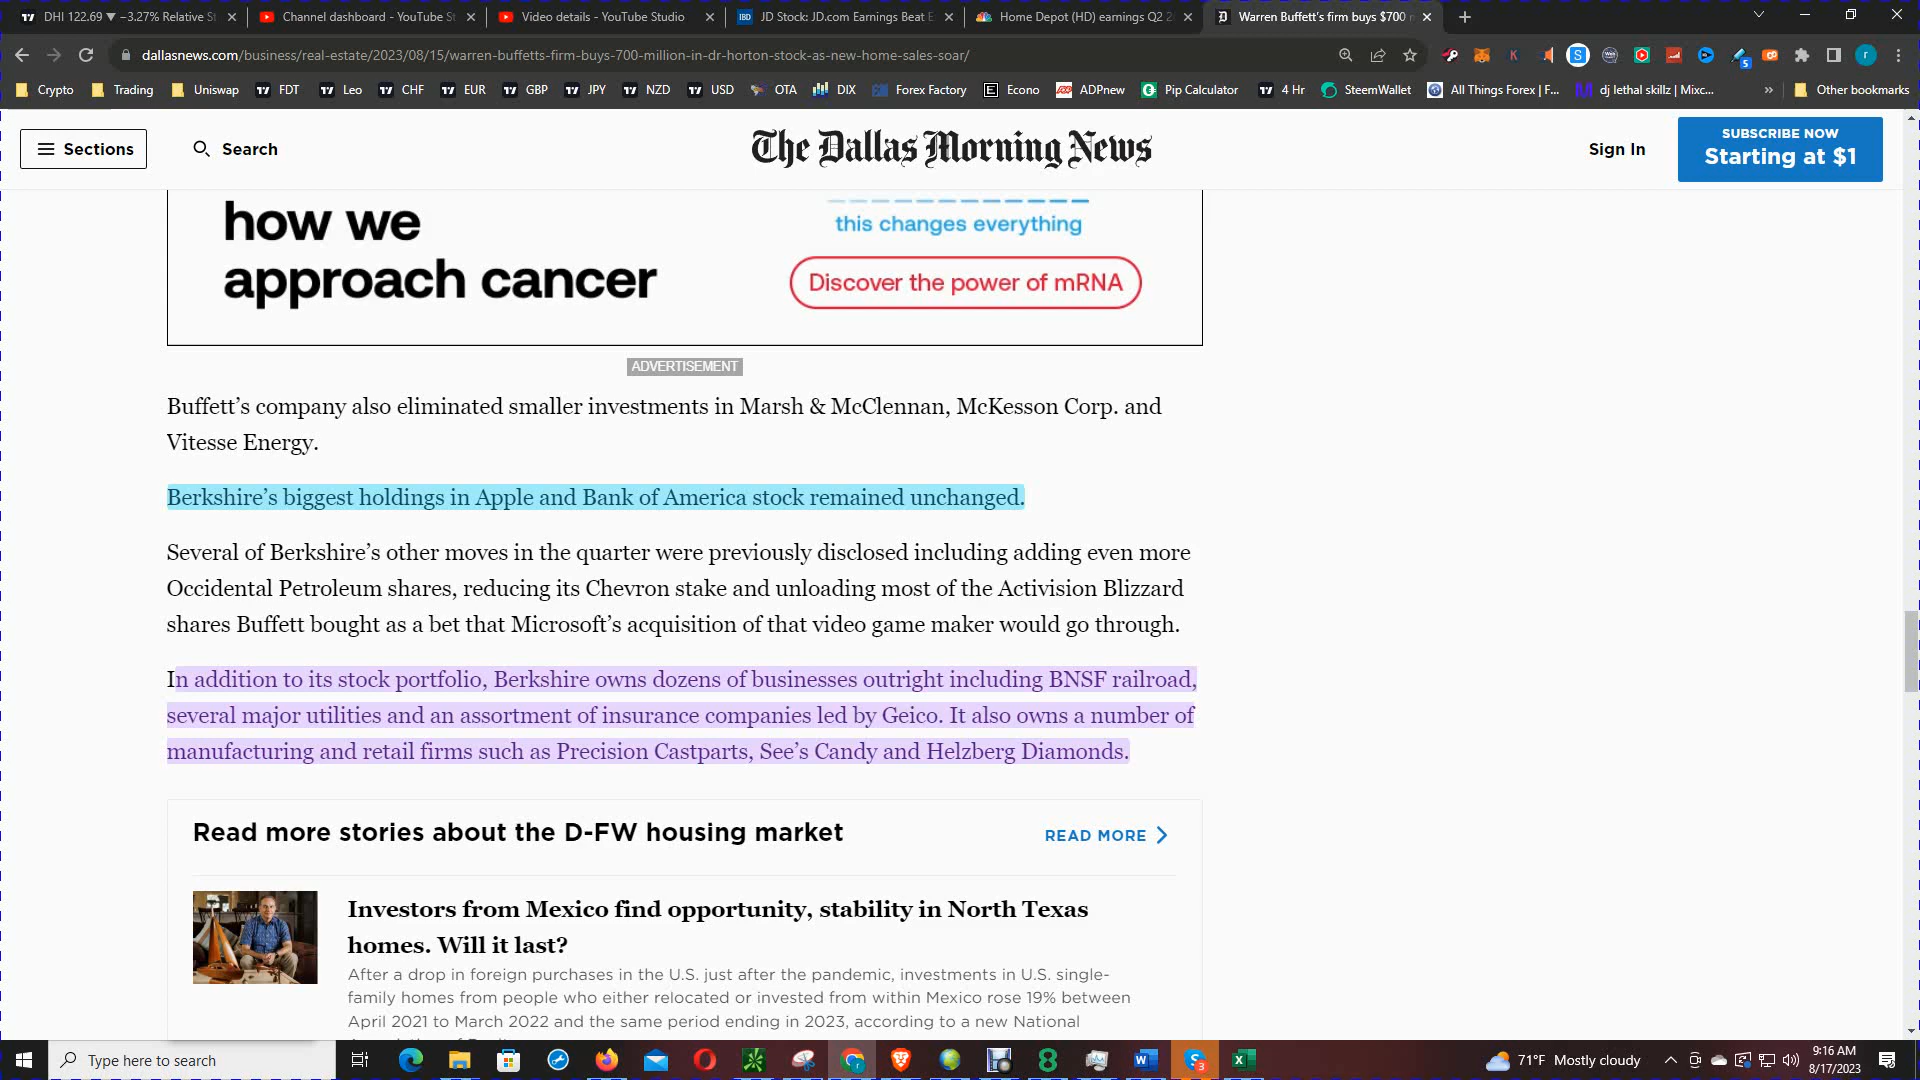 DHI 122.69 ▼ −3.27% Relative St
Channel dashboard - YouTube St
Video details - YouTube Studio
JD Stock: JD.com Earnings Beat E
Home Depot (HD) earnings Q2 2
Warren Buffett's firm buys $700 m
dallasnews.com/business/real-estate/2023/08/15/warren-buffetts-firm-buys-700-million-in-dr-horton-stock-as-new-home-sales-soar/
Crypto Trading Uniswap FDT Leo CHF EUR GBP JPY NZD USD OTA DIX Forex Factory Econo ADPnew Pip Calculator 4 Hr SteemWallet All Things Forex | F... dj lethal skillz | Mixc... » Other bookmarks
Sections
Search
The Dallas Morning News
Sign In
SUBSCRIBE NOW
Starting at $1
how we
approach cancer
this changes everything
Discover the power of mRNA
ADVERTISEMENT
Buffett’s company also eliminated smaller investments in Marsh & McClennan, McKesson Corp. and
Vitesse Energy.
Berkshire’s biggest holdings in Apple and Bank of America stock remained unchanged.
Several of Berkshire’s other moves in the quarter were previously disclosed including adding even more
Occidental Petroleum shares, reducing its Chevron stake and unloading most of the Activision Blizzard
shares Buffett bought as a bet that Microsoft’s acquisition of that video game maker would go through.
In addition to its stock portfolio, Berkshire owns dozens of businesses outright including BNSF railroad,
several major utilities and an assortment of insurance companies led by Geico. It also owns a number of
manufacturing and retail firms such as Precision Castparts, See’s Candy and Helzberg Diamonds.
Read more stories about the D-FW housing market
READ MORE
Investors from Mexico find opportunity, stability in North Texas
homes. Will it last?
After a drop in foreign purchases in the U.S. just after the pandemic, investments in U.S. single-
family homes from people who either relocated or invested from within Mexico rose 19% between
April 2021 to March 2022 and the same period ending in 2023, according to a new National
Type here to search
71°F Mostly cloudy
9:16 AM
8/17/2023